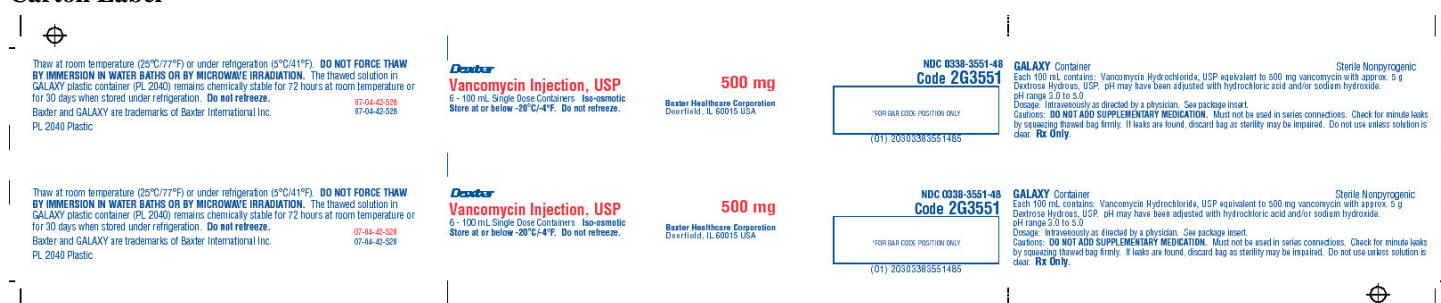 Carton Label
Thaw at room temperature (25°C/77°F) or under refrigeration (5°C/41°F). DO NOT FORCE THAW
BY IMMERSION IN WATER BATHS OR BY MICROWAVE IRRADIATION. The thawed solution in
GALAXY plastic container (PL 2040) remains chemically stable for 72 hours at room temperature or
for 30 days when stored under refrigeration. Do not refreeze.
07-04-42-528
Baxter and GALAXY are trademarks of Baxter International Inc.
07-04-42-528
PL 2040 Plastic
Baxter
Vancomycin Injection, USP
500 mg
6 - 100 mL Single Dose Containers Iso-osmotic
Store at or below -20°C/-4°F. Do not refreeze.
Baxter Healthcare Corporation
Deerfield, IL 60015 USA
NDC 0338-3551-48
Code 2G3551
*FOR BAR CODE POSITION ONLY
(01) 20303383551485
GALAXY Container
Sterile Nonpyrogenic
Each 100 mL contains: Vancomycin Hydrochloride, USP equivalent to 500 mg vancomycin with approx. 5 g
Dextrose Hydrous, USP. pH may have been adjusted with hydrochloric acid and/or sodium hydroxide.
pH range 3.0 to 5.0
Dosage: Intravenously as directed by a physician. See package insert.
Cautions: DO NOT ADD SUPPLEMENTARY MEDICATION. Must not be used in series connections. Check for minute leaks
by squeezing thawed bag firmly. If leaks are found, discard bag as sterility may be impaired. Do not use unless solution is
clear. Rx Only.
Thaw at room temperature (25°C/77°F) or under refrigeration (5°C/41°F). DO NOT FORCE THAW
BY IMMERSION IN WATER BATHS OR BY MICROWAVE IRRADIATION. The thawed solution in
GALAXY plastic container (PL 2040) remains chemically stable for 72 hours at room temperature or
for 30 days when stored under refrigeration. Do not refreeze.
07-04-42-528
Baxter and GALAXY are trademarks of Baxter International Inc.
07-04-42-528
PL 2040 Plastic
Baxter
Vancomycin Injection, USP
500 mg
6 - 100 mL Single Dose Containers Iso-osmotic
Store at or below -20°C/-4°F. Do not refreeze.
Baxter Healthcare Corporation
Deerfield, IL 60015 USA
NDC 0338-3551-48
Code 2G3551
*FOR BAR CODE POSITION ONLY
(01) 20303383551485
GALAXY Container
Sterile Nonpyrogenic
Each 100 mL contains: Vancomycin Hydrochloride, USP equivalent to 500 mg vancomycin with approx. 5 g
Dextrose Hydrous, USP. pH may have been adjusted with hydrochloric acid and/or sodium hydroxide.
pH range 3.0 to 5.0
Dosage: Intravenously as directed by a physician. See package insert.
Cautions: DO NOT ADD SUPPLEMENTARY MEDICATION. Must not be used in series connections. Check for minute leaks
by squeezing thawed bag firmly. If leaks are found, discard bag as sterility may be impaired. Do not use unless solution is
clear. Rx Only.